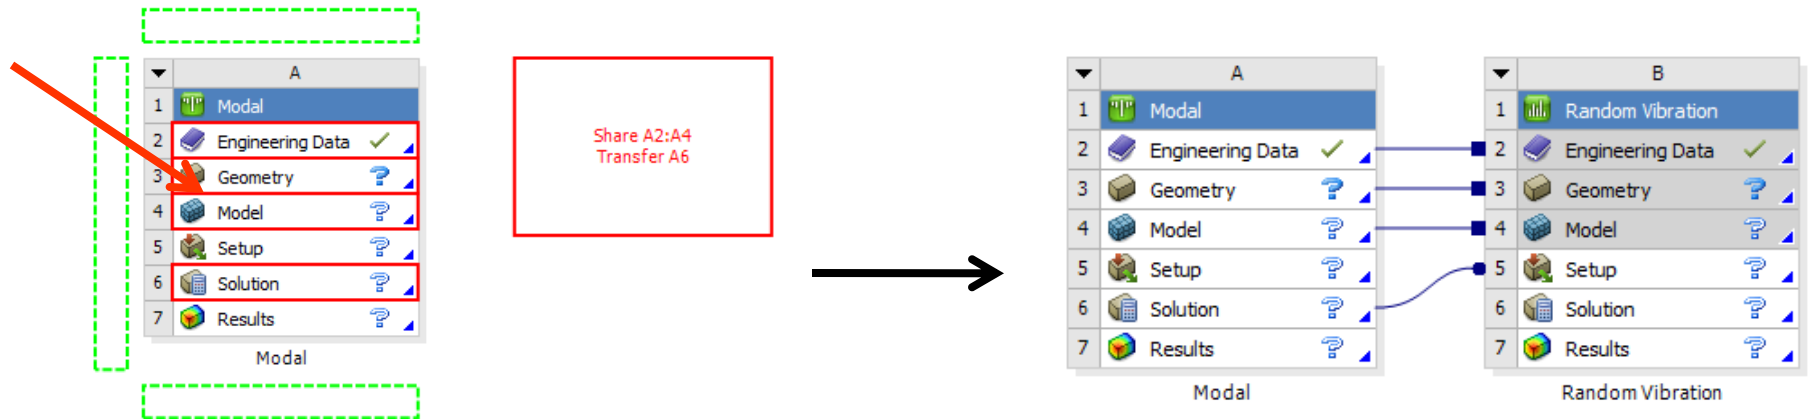 A
1 Modal
2 Engineering Data
3 Geometry
4 Model
5 Setup
6 Solution
7 Results
Modal
Share A2:A4
Transfer A6
A
1 Modal
2 Engineering Data
3 Geometry
4 Model
5 Setup
6 Solution
7 Results
Modal
B
1 Random Vibration
2 Engineering Data
3 Geometry
4 Model
5 Setup
6 Solution
7 Results
Random Vibration